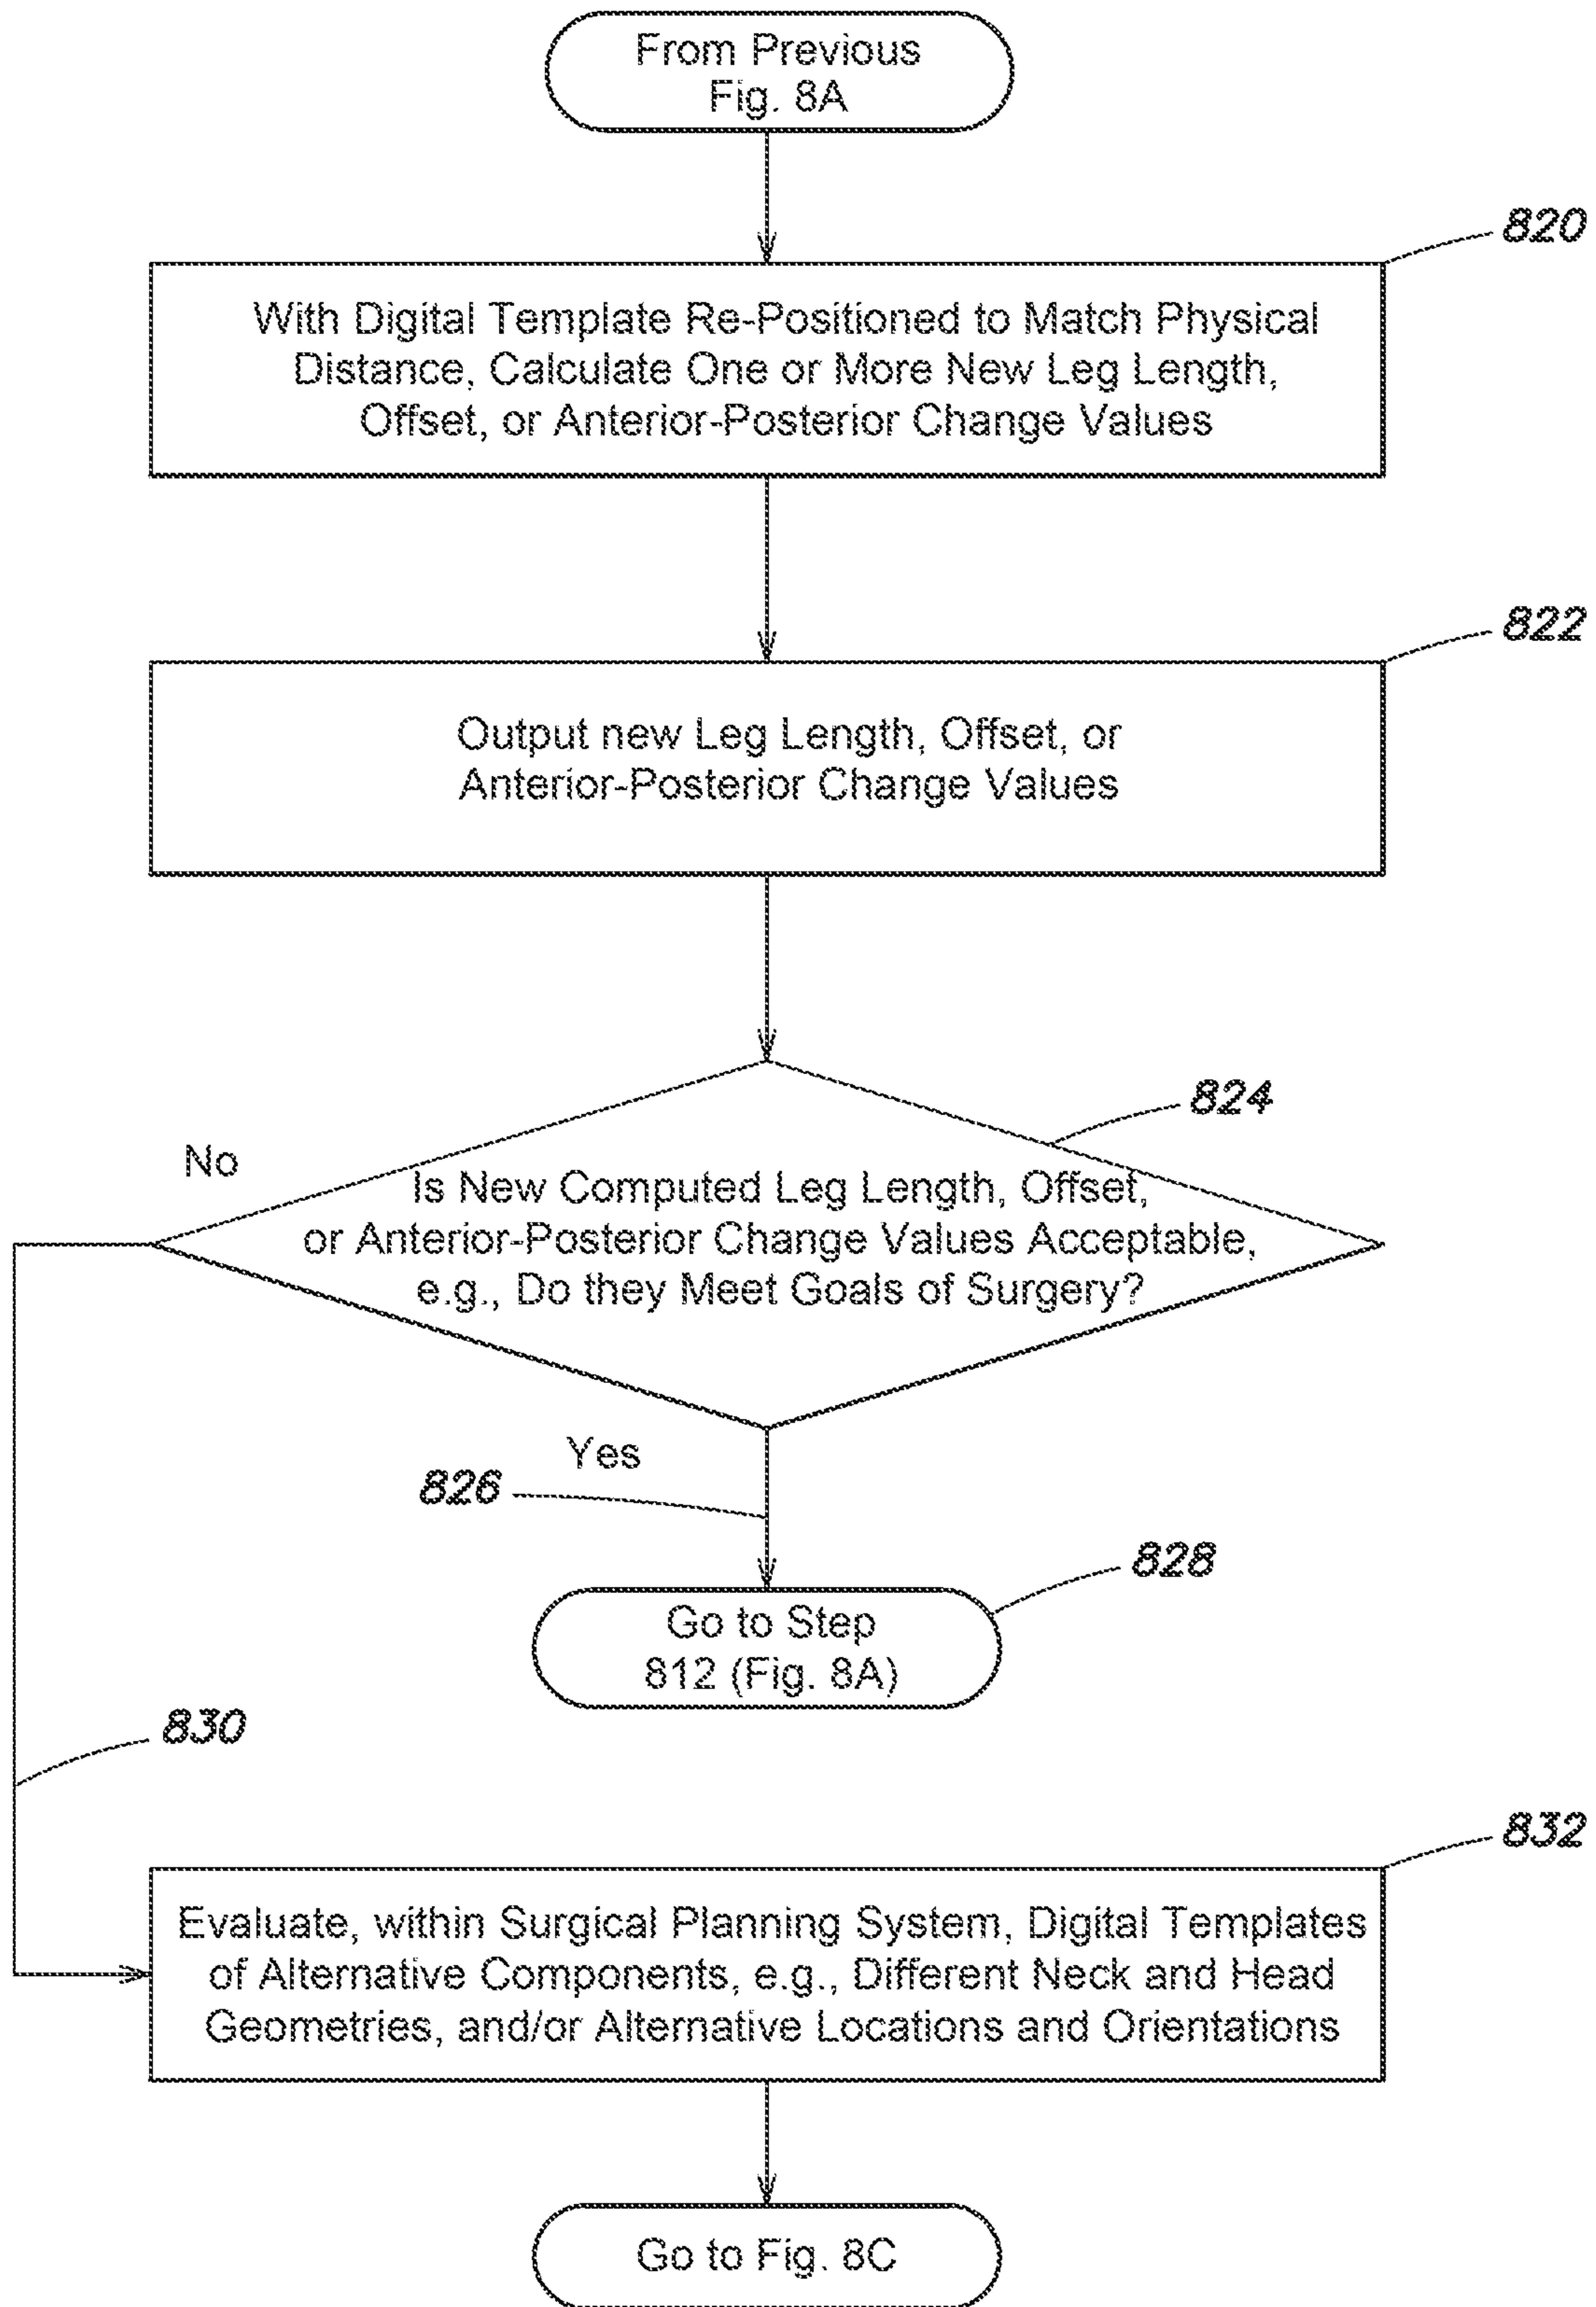 From Previous
Fig. 8A
820
With Digital Template Re-Positioned to Match Physical
Distance, Calculate One or More New Leg Length,
Offset, or Anterior-Posterior Change Values
822
Output new Leg Length, Offset, or
Anterior-Posterior Change Values
824
No
Is New Computed Leg Length, Offset,
or Anterior-Posterior Change Values Acceptable,
e.g., Do they Meet Goals of Surgery?
Yes
826
828
Go to Step
812 (Fig. 8A)
830
832
Evaluate, within Surgical Planning System, Digital Templates
of Alternative Components, e.g., Different Neck and Head
Geometries, and/or Alternative Locations and Orientations
Go to Fig. 8C